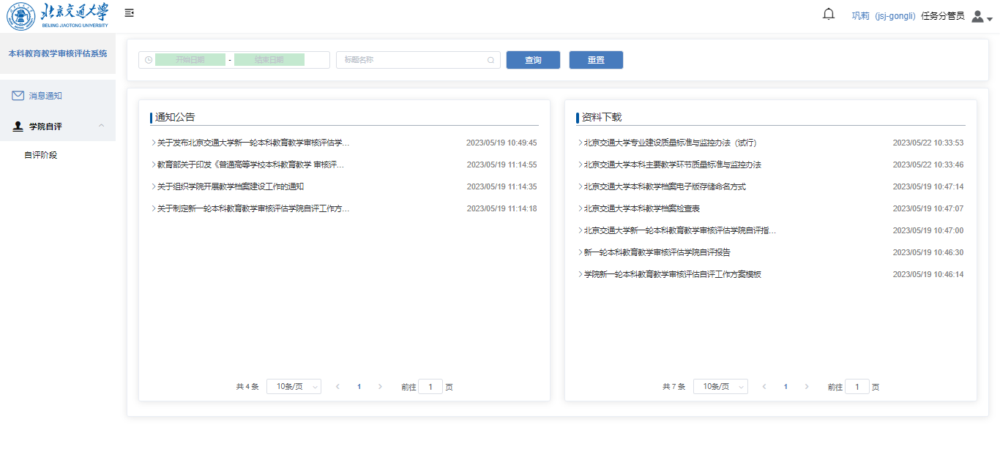 北京交通大学
BEIJING JIAOTONG UNIVERSITY
巩莉 (jsj-gongli) 任务分管员
本科教育教学审核评估系统
消息通知
学院自评
自评阶段
开始日期 - 结束日期 标题名称 查询 重置
通知公告
关于发布北京交通大学新一轮本科教育教学审核评估学... 2023/05/19 10:49:45
教育部关于印发《普通高等学校本科教育教学 审核评... 2023/05/19 11:14:55
关于组织学院开展教学档案建设工作的通知 2023/05/19 11:14:35
关于制定新一轮本科教育教学审核评估学院自评工作方... 2023/05/19 11:14:18
共 4 条 10条/页 1 前往 1 页
资料下载
北京交通大学专业建设质量标准与监控办法（试行） 2023/05/22 10:33:53
北京交通大学本科主要教学环节质量标准与监控办法 2023/05/22 10:33:46
北京交通大学本科教学档案电子版存储命名方式 2023/05/19 10:47:14
北京交通大学本科教学档案检查表 2023/05/19 10:47:07
北京交通大学新一轮本科教育教学审核评估学院自评指... 2023/05/19 10:47:00
新一轮本科教育教学审核评估学院自评报告 2023/05/19 10:46:30
学院新一轮本科教育教学审核评估自评工作方案模板 2023/05/19 10:46:14
共 7 条 10条/页 1 前往 1 页